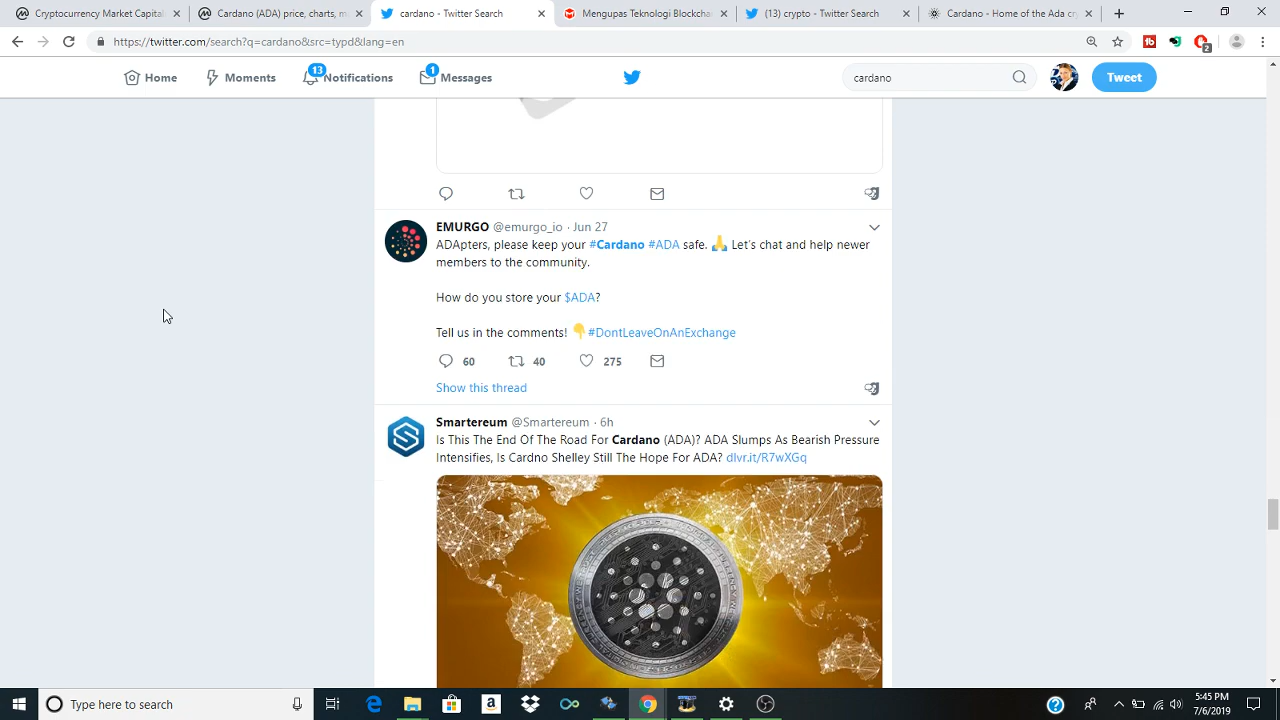 Cryptocurrency Market Capital
Cardano (ADA) price, charts, m
cardano - Twitter Search
Mengupas Teknologi Blockcha
(13) crypto - Twitter Search
Cardano - Home of the Ada cry
https://twitter.com/search?q=cardano&src=typd&lang=en
2
Home
Moments
13
Notifications
1
Messages
cardano
Tweet
EMURGO @emurgo_io · Jun 27
ADApters, please keep your #Cardano #ADA safe. 🙏 Let's chat and help newer
members to the community.
How do you store your $ADA?
Tell us in the comments! 👇#DontLeaveOnAnExchange
60 40 275
Show this thread
Smartereum @Smartereum · 6h
Is This The End Of The Road For Cardano (ADA)? ADA Slumps As Bearish Pressure
Intensifies, Is Cardno Shelley Still The Hope For ADA? dlvr.it/R7wXGq
Type here to search
5:45 PM
7/6/2019